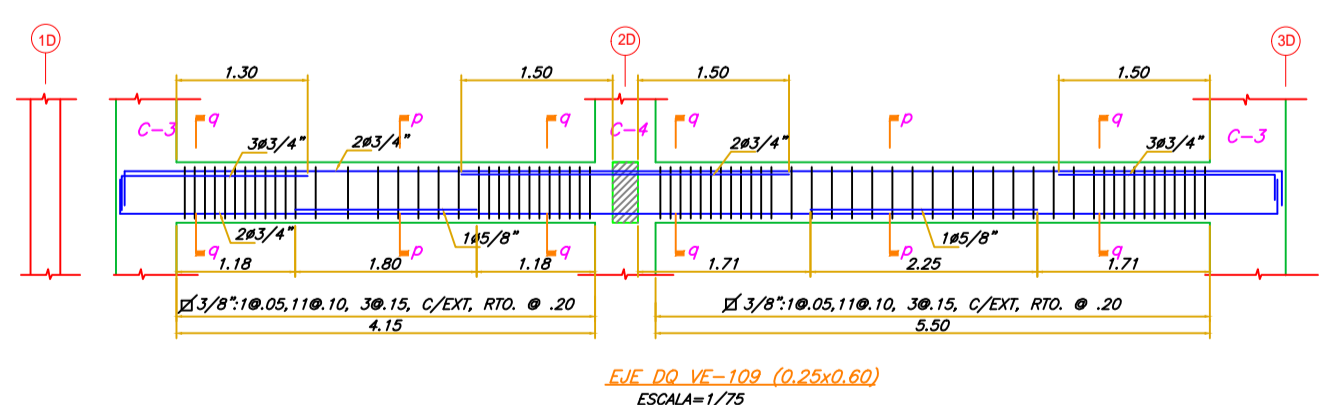 1D 2D 3D
1.30 1.50 1.50 1.50
q p q q p q
C-3 C-4 C-3
3ø3/4" 2ø3/4" 2ø3/4" 3ø3/4"
2ø3/4" 1ø5/8" 1ø5/8"
q p q q p q
1.18 1.80 1.18 1.71 2.25 1.71
3/8":1@.05,11@.10, 3@.15, C/EXT, RTO. @ .20 3/8":1@.05,11@.10, 3@.15, C/EXT, RTO. @ .20
4.15 5.50
EJE DQ VE-109 (0.25x0.60)
ESCALA=1/75